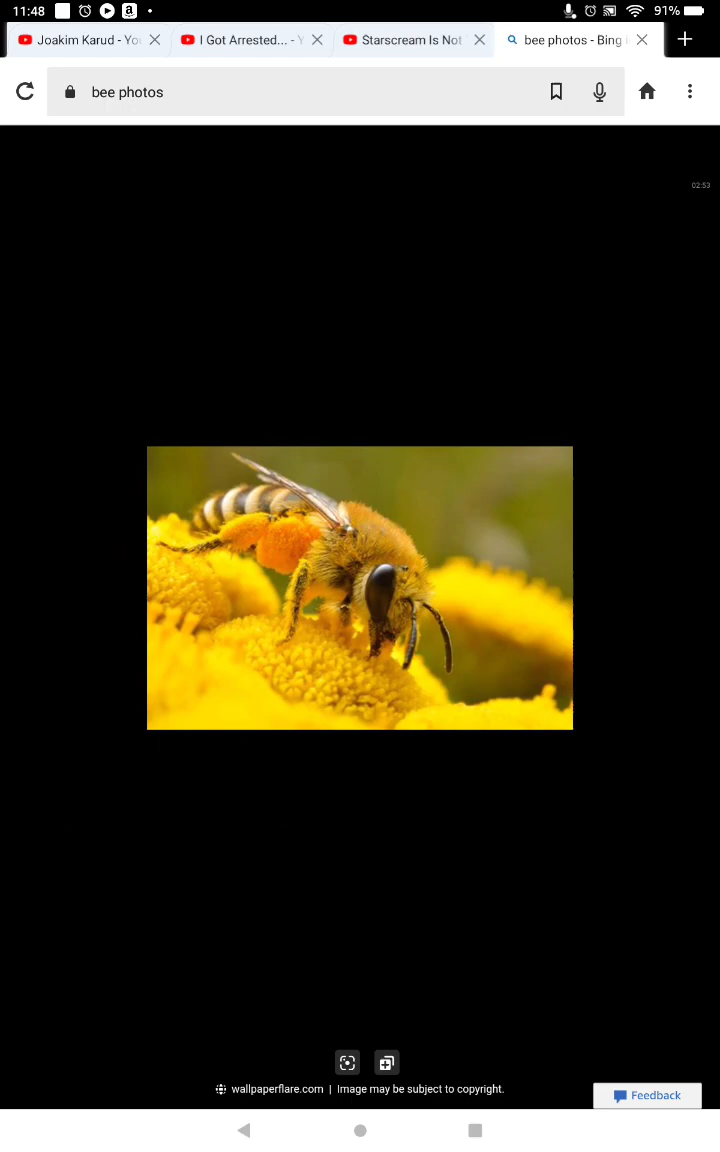 11:48
91%
Joakim Karud - You
I Got Arrested... - Y
Starscream Is Not
bee photos - Bing i
bee photos
02:53
wallpaperflare.com | Image may be subject to copyright.
Feedback